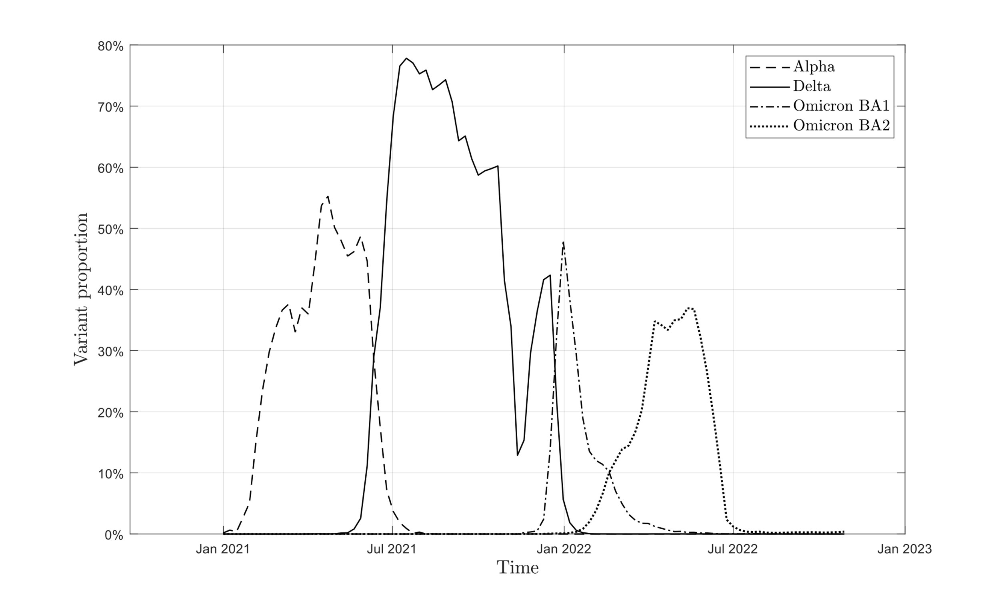 80%
70%
60%
50%
40%
30%
20%
10%
0%
Variant proportion
Alpha
Delta
Omicron BA1
Omicron BA2
Jan 2021
Jul 2021
Jan 2022
Jul 2022
Jan 2023
Time